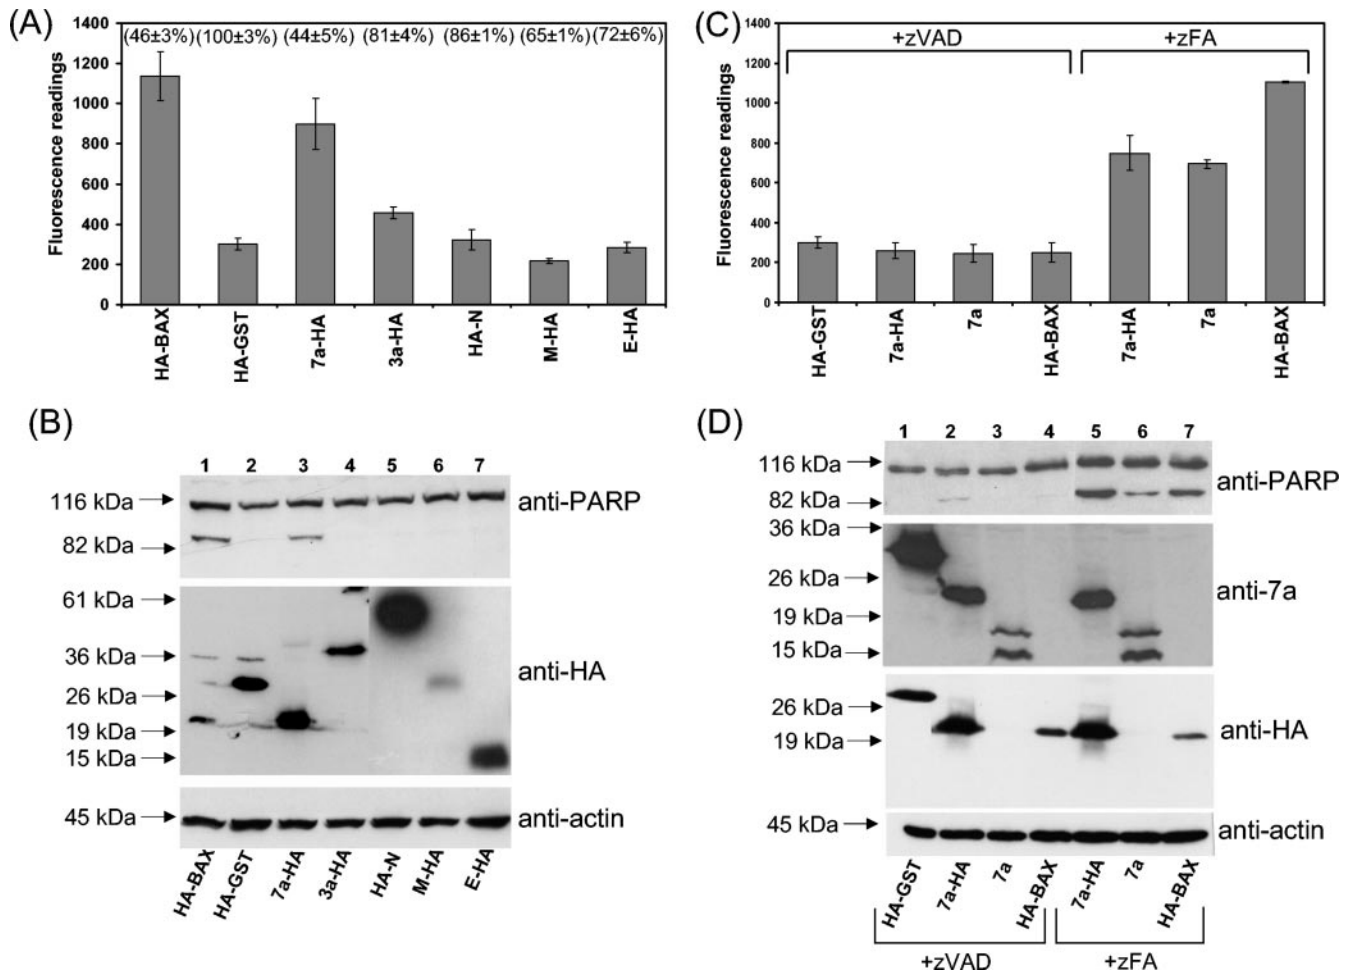 (A)
1400
1200
1000
800
600
400
200
0
Fluorescence readings
(46±3%) (100±3%) (44±5%) (81±4%) (86±1%) (65±1%) (72±6%)
HA-BAX HA-GST 7a-HA 3a-HA HA-N M-HA E-HA
(B)
1 2 3 4 5 6 7
116 kDa
82 kDa
anti-PARP
61 kDa
36 kDa
26 kDa
19 kDa
15 kDa
anti-HA
45 kDa
anti-actin
HA-BAX HA-GST 7a-HA 3a-HA HA-N M-HA E-HA
(C)
1400
1200
1000
800
600
400
200
0
Fluorescence readings
+zVAD +zFA
HA-GST 7a-HA 7a HA-BAX 7a-HA 7a HA-BAX
(D)
1 2 3 4 5 6 7
116 kDa
82 kDa
anti-PARP
36 kDa
26 kDa
19 kDa
15 kDa
anti-7a
26 kDa
19 kDa
anti-HA
45 kDa
anti-actin
HA-GST 7a-HA 7a HA-BAX 7a-HA 7a HA-BAX
+zVAD +zFA